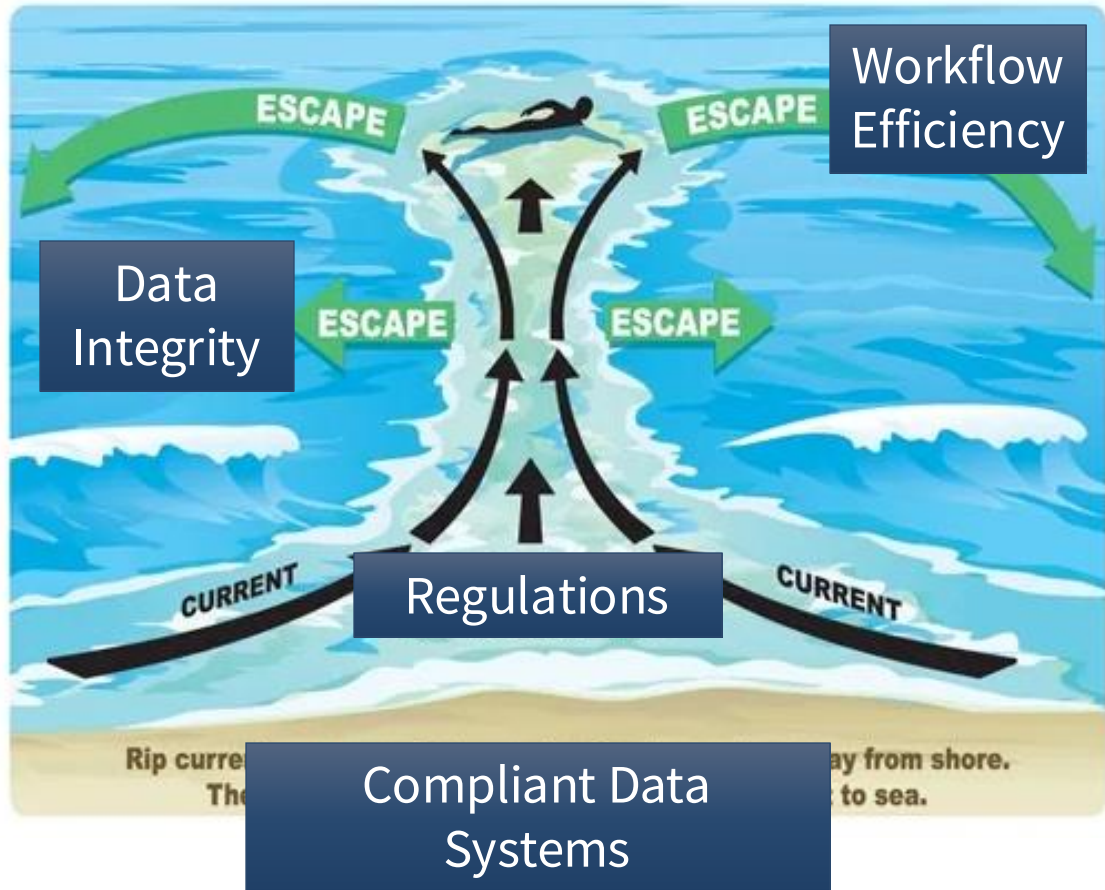 Workflow
Efficiency
ESCAPE
ESCAPE
Data
Integrity
ESCAPE
ESCAPE
CURRENT
Regulations
CURRENT
Rip ay from shore.
The to sea.
Compliant Data
Systems